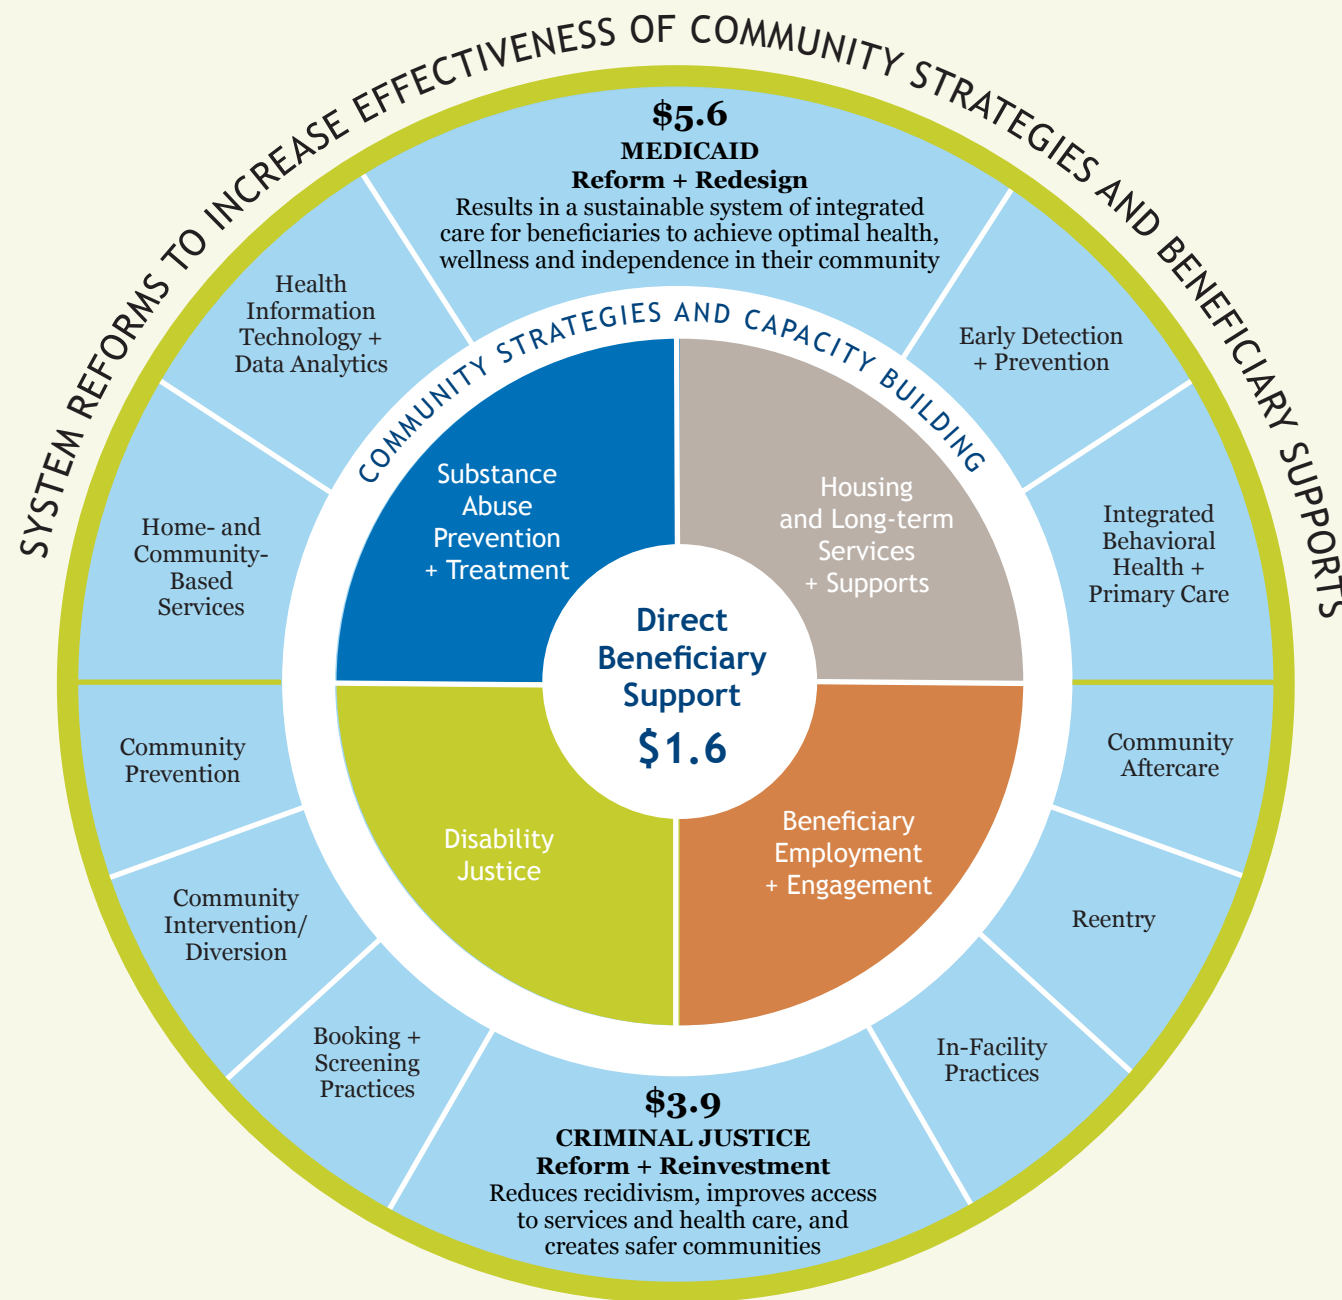 SYSTEM REFORMS TO INCREASE EFFECTIVENESS OF COMMUNITY STRATEGIES AND BENEFICIARY SUPPORTS
$5.6
MEDICAID
Reform + Redesign
Results in a sustainable system of integrated
care for beneficiaries to achieve optimal health,
wellness and independence in their community
Health
Information
Technology +
Data Analytics
Early Detection
+ Prevention
Home- and
Community-
Based
Services
Integrated
Behavioral
Health +
Primary Care
COMMUNITY STRATEGIES AND CAPACITY BUILDING
Substance
Abuse
Prevention
+ Treatment
Housing
and Long-term
Services
+ Supports
Direct
Beneficiary
Support
$1.6
Disability
Justice
Beneficiary
Employment
+ Engagement
Community
Prevention
Community
Aftercare
Community
Intervention/
Diversion
Reentry
Booking +
Screening
Practices
In-Facility
Practices
$3.9
CRIMINAL JUSTICE
Reform + Reinvestment
Reduces recidivism, improves access
to services and health care, and
creates safer communities